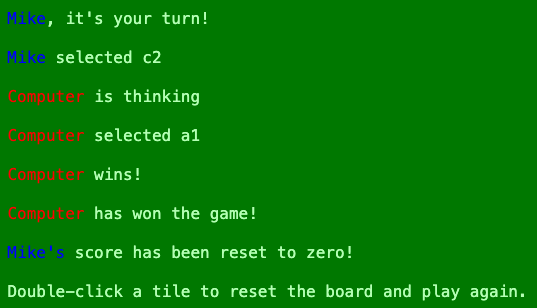 Mike, it's your turn!
Mike selected c2
Computer is thinking
Computer selected a1
Computer wins!
Computer has won the game!
Mike's score has been reset to zero!
Double-click a tile to reset the board and play again.